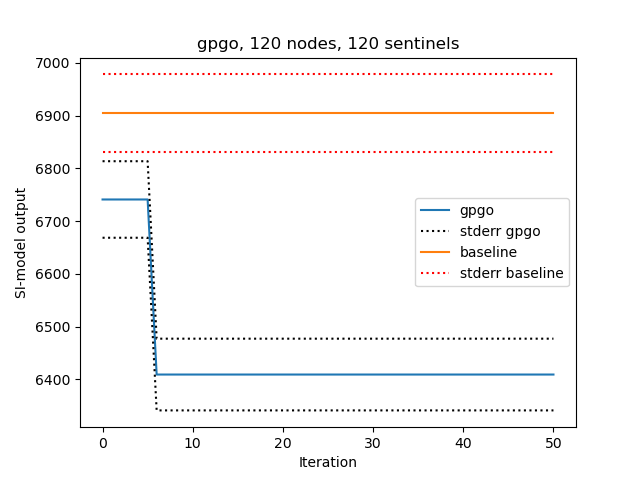 gpgo, 120 nodes, 120 sentinels
7000
6900
6800
6700
6600
6500
6400
SI-model output
gpgo
stderr gpgo
baseline
stderr baseline
0
10
20
30
40
50
Iteration